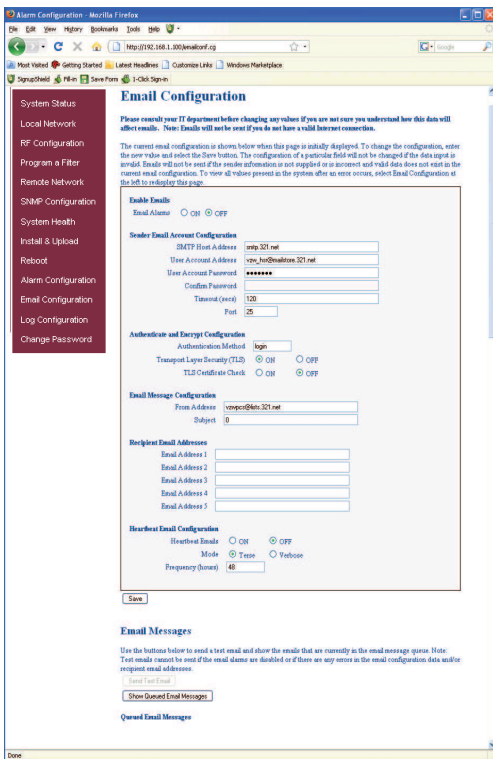 Alarm Configuration - Mozilla Firefox
File Edit View History Bookmarks Tools Help
http://192.168.1.100/emailconf.cg
Google
Most Visited Getting Started Latest Headlines Customize Links Windows Marketplace
SignupShield Fill-in Save Form 1-Click Sign-in
System Status
Local Network
RF Configuration
Program a Filter
Remote Network
SNMP Configuration
System Health
Install & Upload
Reboot
Alarm Configuration
Email Configuration
Log Configuration
Change Password
Email Configuration
Please consult your IT department before changing any values if you are not sure you understand how this data will
affect emails. Note: Emails will not be sent if you do not have a valid Internet connection.
The current email configuration is shown below when this page is initially displayed. To change the configuration, enter
the new value and select the Save button. The configuration of a particular field will not be changed if the data input is
invalid. Emails will not be sent if the sender information is not supplied or is incorrect and valid data does not exist in the
current email configuration. To view all values present in the system after an error occurs, select Email Configuration at
the left to redisplay this page.
Enable Emails
Email Alarms ON OFF
Sender Email Account Configuration
SMTP Host Address smtp.321.net
User Account Address vzw_hsr@mailstore.321.net
User Account Password •••••••
Confirm Password
Timeout (secs) 120
Port 25
Authenticate and Encrypt Configuration
Authentication Method login
Transport Layer Security (TLS) ON OFF
TLS Certificate Check ON OFF
Email Message Configuration
From Address vzwpcs@lists.321.net
Subject 0
Recipient Email Addresses
Email Address 1
Email Address 2
Email Address 3
Email Address 4
Email Address 5
Heartbeat Email Configuration
Heartbeat Emails ON OFF
Mode Terse Verbose
Frequency (hours) 48
Save
Email Messages
Use the buttons below to send a test email and show the emails that are currently in the email message queue. Note:
Test emails cannot be sent if the email alarms are disabled or if there are any errors in the email configuration data and/or
recipient email addresses.
Send Test Email
Show Queued Email Messages
Queued Email Messages
Done